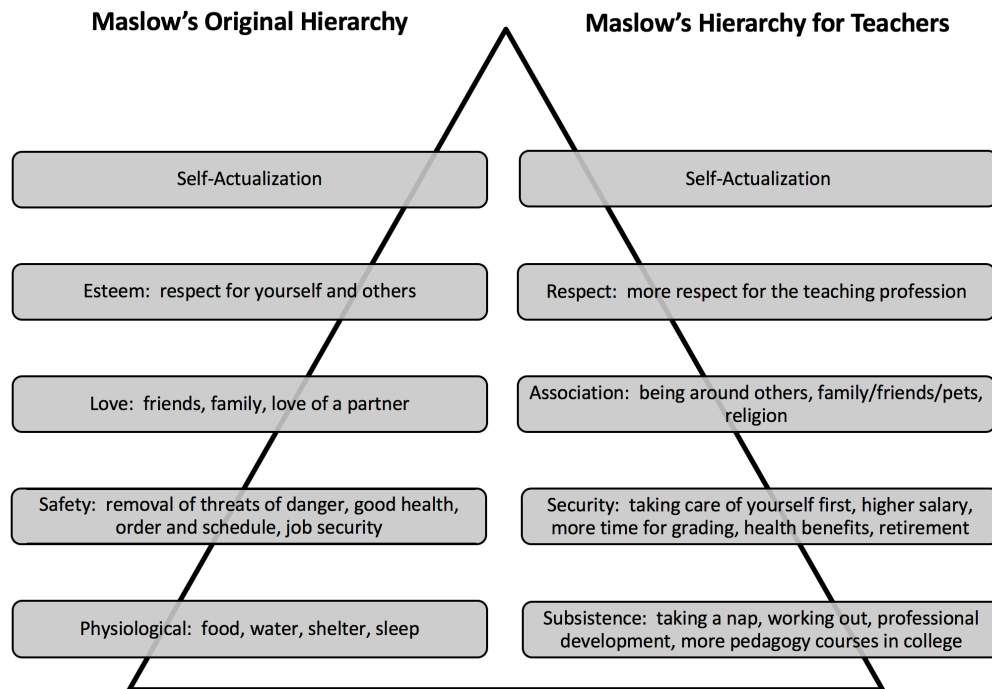 Maslow's Original Hierarchy
Maslow's Hierarchy for Teachers
Self-Actualization
Self-Actualization
Esteem: respect for yourself and others
Respect: more respect for the teaching profession
Love: friends, family, love of a partner
Association: being around others, family/friends/pets,
religion
Safety: removal of threats of danger, good health,
order and schedule, job security
Security: taking care of yourself first, higher salary,
more time for grading, health benefits, retirement
Physiological: food, water, shelter, sleep
Subsistence: taking a nap, working out, professional
development, more pedagogy courses in college